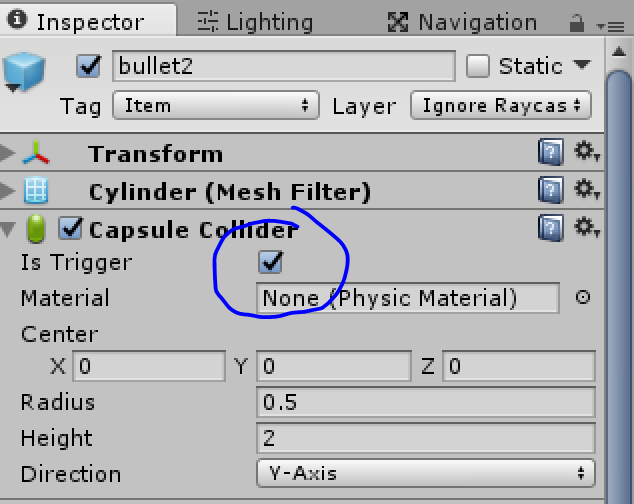 Inspector Lighting Navigation
bullet2 Static
Tag Item Layer Ignore Raycas
Transform
Cylinder (Mesh Filter)
Capsule Collider
Is Trigger
Material None (Physic Material)
Center
X 0 Y 0 Z 0
Radius 0.5
Height 2
Direction Y-Axis